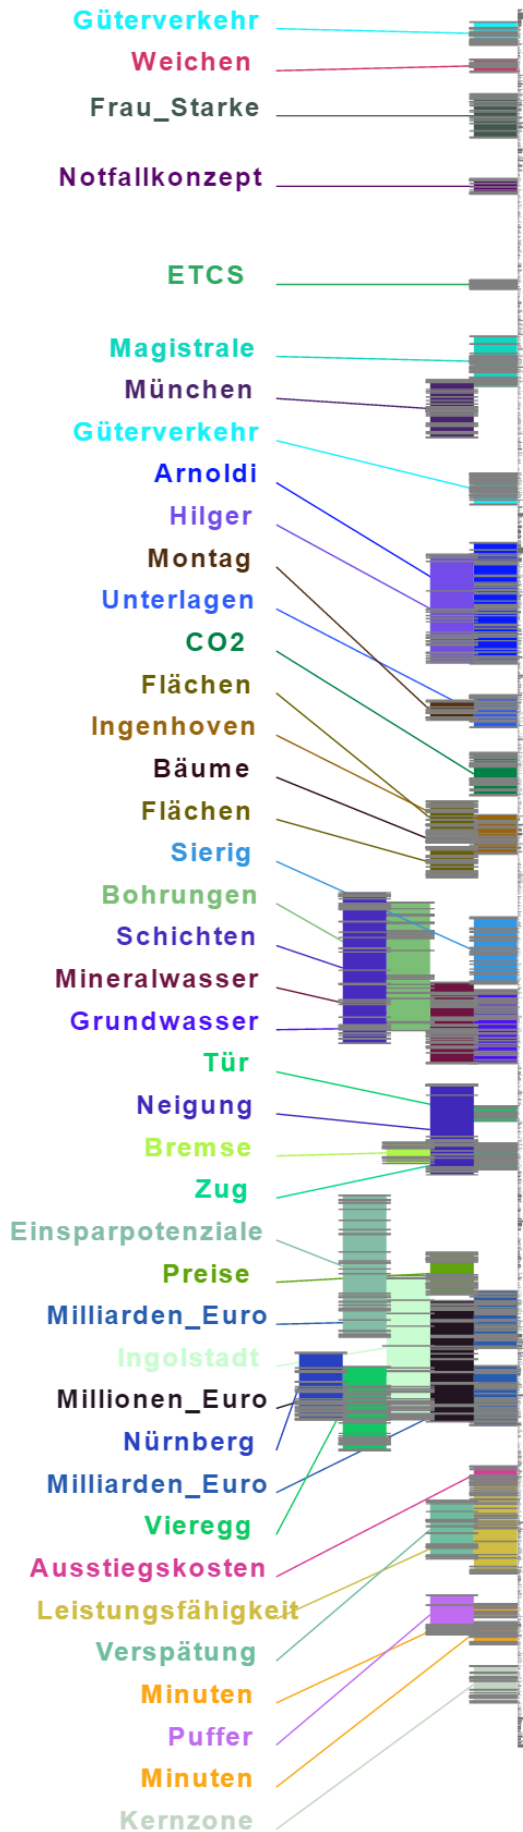 Güterverkehr
Weichen
Frau_Starke
Notfallkonzept
ETCS
Magistrale
München
Güterverkehr
Arnoldi
Hilger
Montag
Unterlagen
CO2
Flächen
Ingenhoven
Bäume
Flächen
Sierig
Bohrungen
Schichten
Mineralwasser
Grundwasser
Tür
Neigung
Bremse
Zug
Einsparpotenziale
Preise
Milliarden_Euro
Ingolstadt
Millionen_Euro
Nürnberg
Milliarden_Euro
Vieregg
Ausstiegskosten
Leistungsfähigkeit
Verspätung
Minuten
Puffer
Minuten
Kernzone